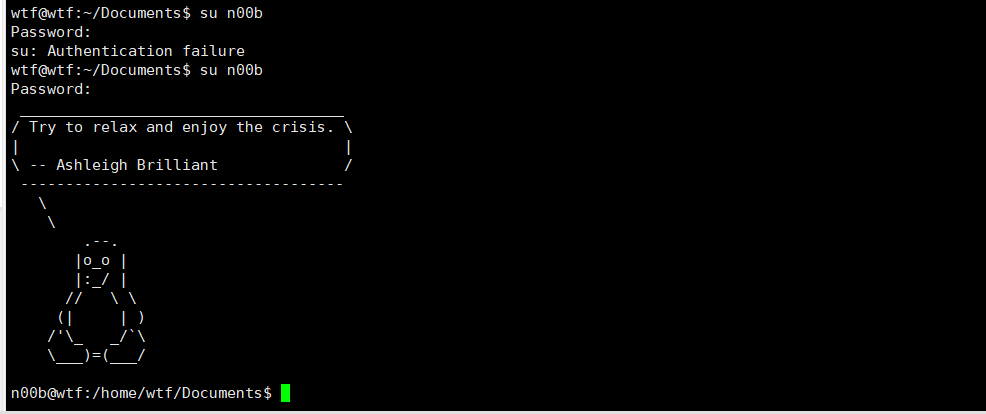 wtf@wtf:~/Documents$ su n00b
Password:
su: Authentication failure
wtf@wtf:~/Documents$ su n00b
Password:
 ____________________________________
/ Try to relax and enjoy the crisis. \
|                                    |
\ -- Ashleigh Brilliant              /
 ------------------------------------
   \
    \
        .--.
       |o_o |
       |:_/ |
      //   \ \
     (|     | )
    /'\_   _/`\
    \___)=(___/

n00b@wtf:/home/wtf/Documents$